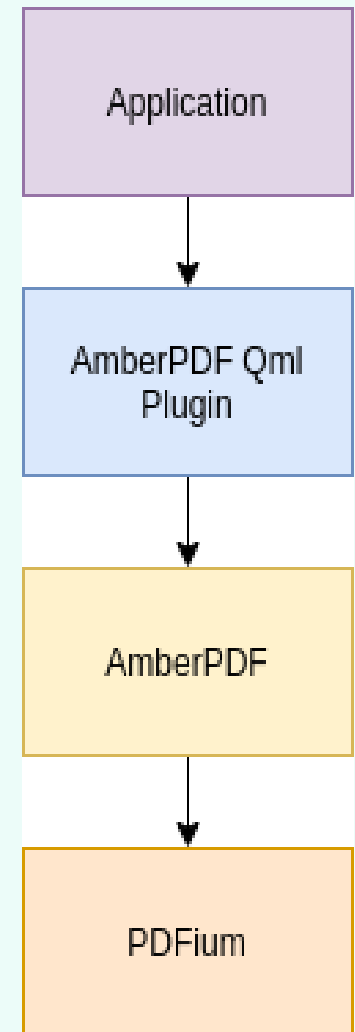 Application
AmberPDF Qml
Plugin
AmberPDF
PDFium